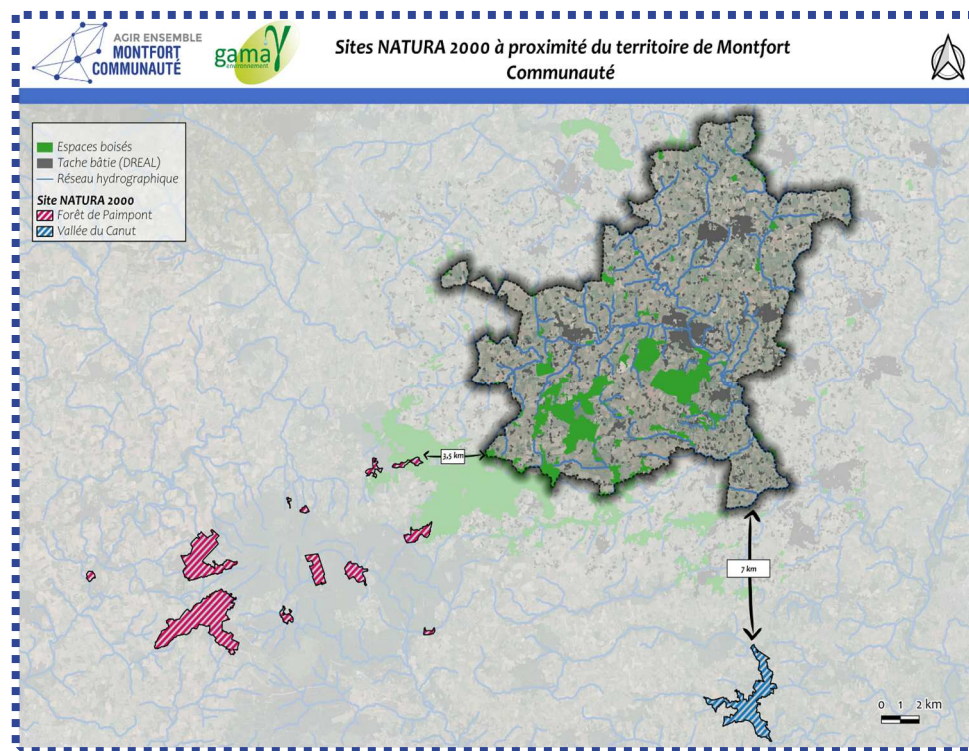 AGIR ENSEMBLE
MONTFORT
COMMUNAUTÉ
gama
environnement
Sites NATURA 2000 à proximité du territoire de Montfort
Communauté
Espaces boisés
Tache bâtie (DREAL)
Réseau hydrographique
Site NATURA 2000
Forêt de Paimpont
Vallée du Canut
3,5 km
7 km
0 1 2 km